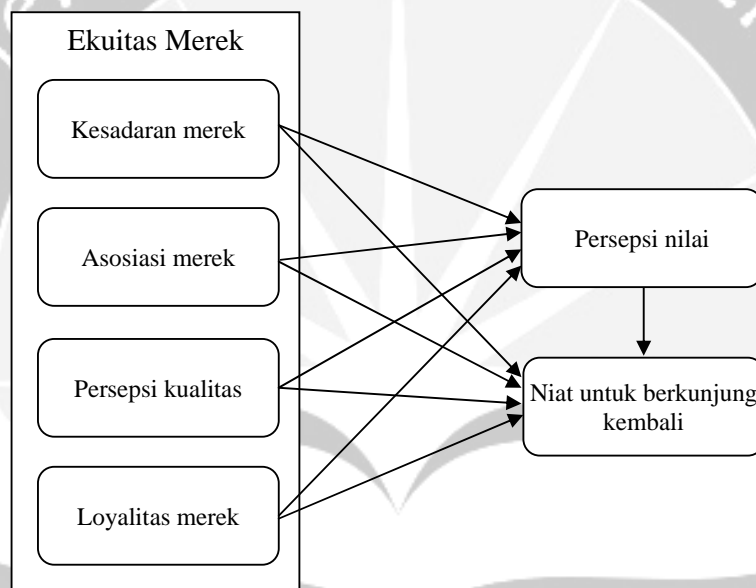 Ekuitas Merek
Kesadaran merek
Asosiasi merek
Persepsi kualitas
Loyalitas merek
Persepsi nilai
Niat untuk berkunjung
kembali